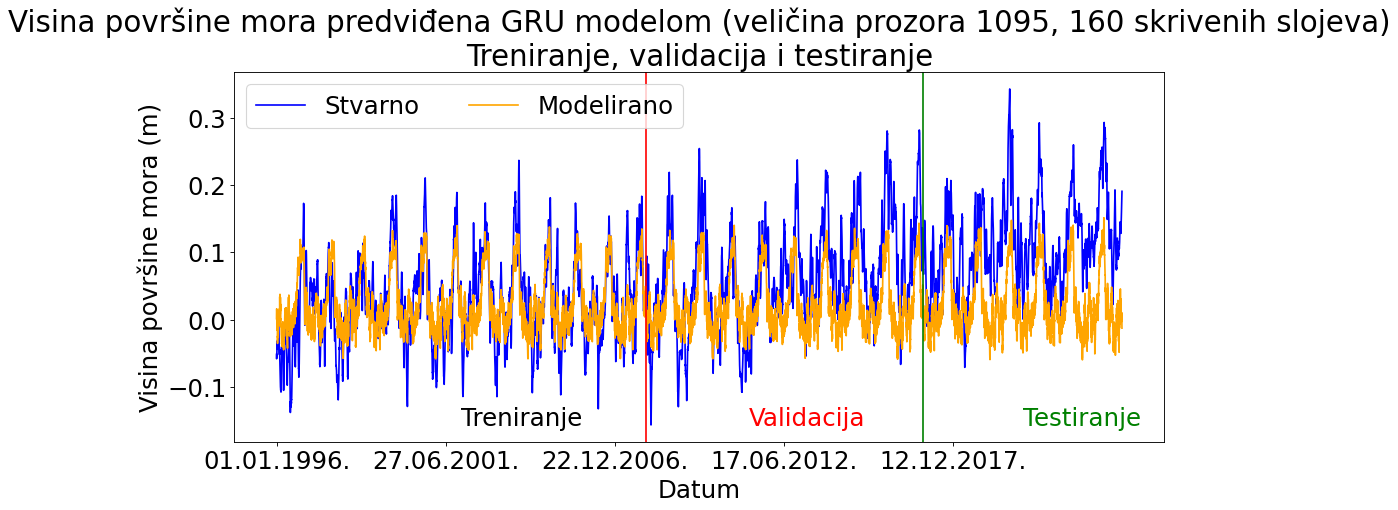 Visina površine mora predviđena GRU modelom (veličina prozora 1095, 160 skrivenih slojeva)
Treniranje, validacija i testiranje
Stvarno
Modelirano
Visina površine mora (m)
0.3
0.2
0.1
0.0
−0.1
Treniranje
Validacija
Testiranje
01.01.1996.
27.06.2001.
22.12.2006.
17.06.2012.
12.12.2017.
Datum